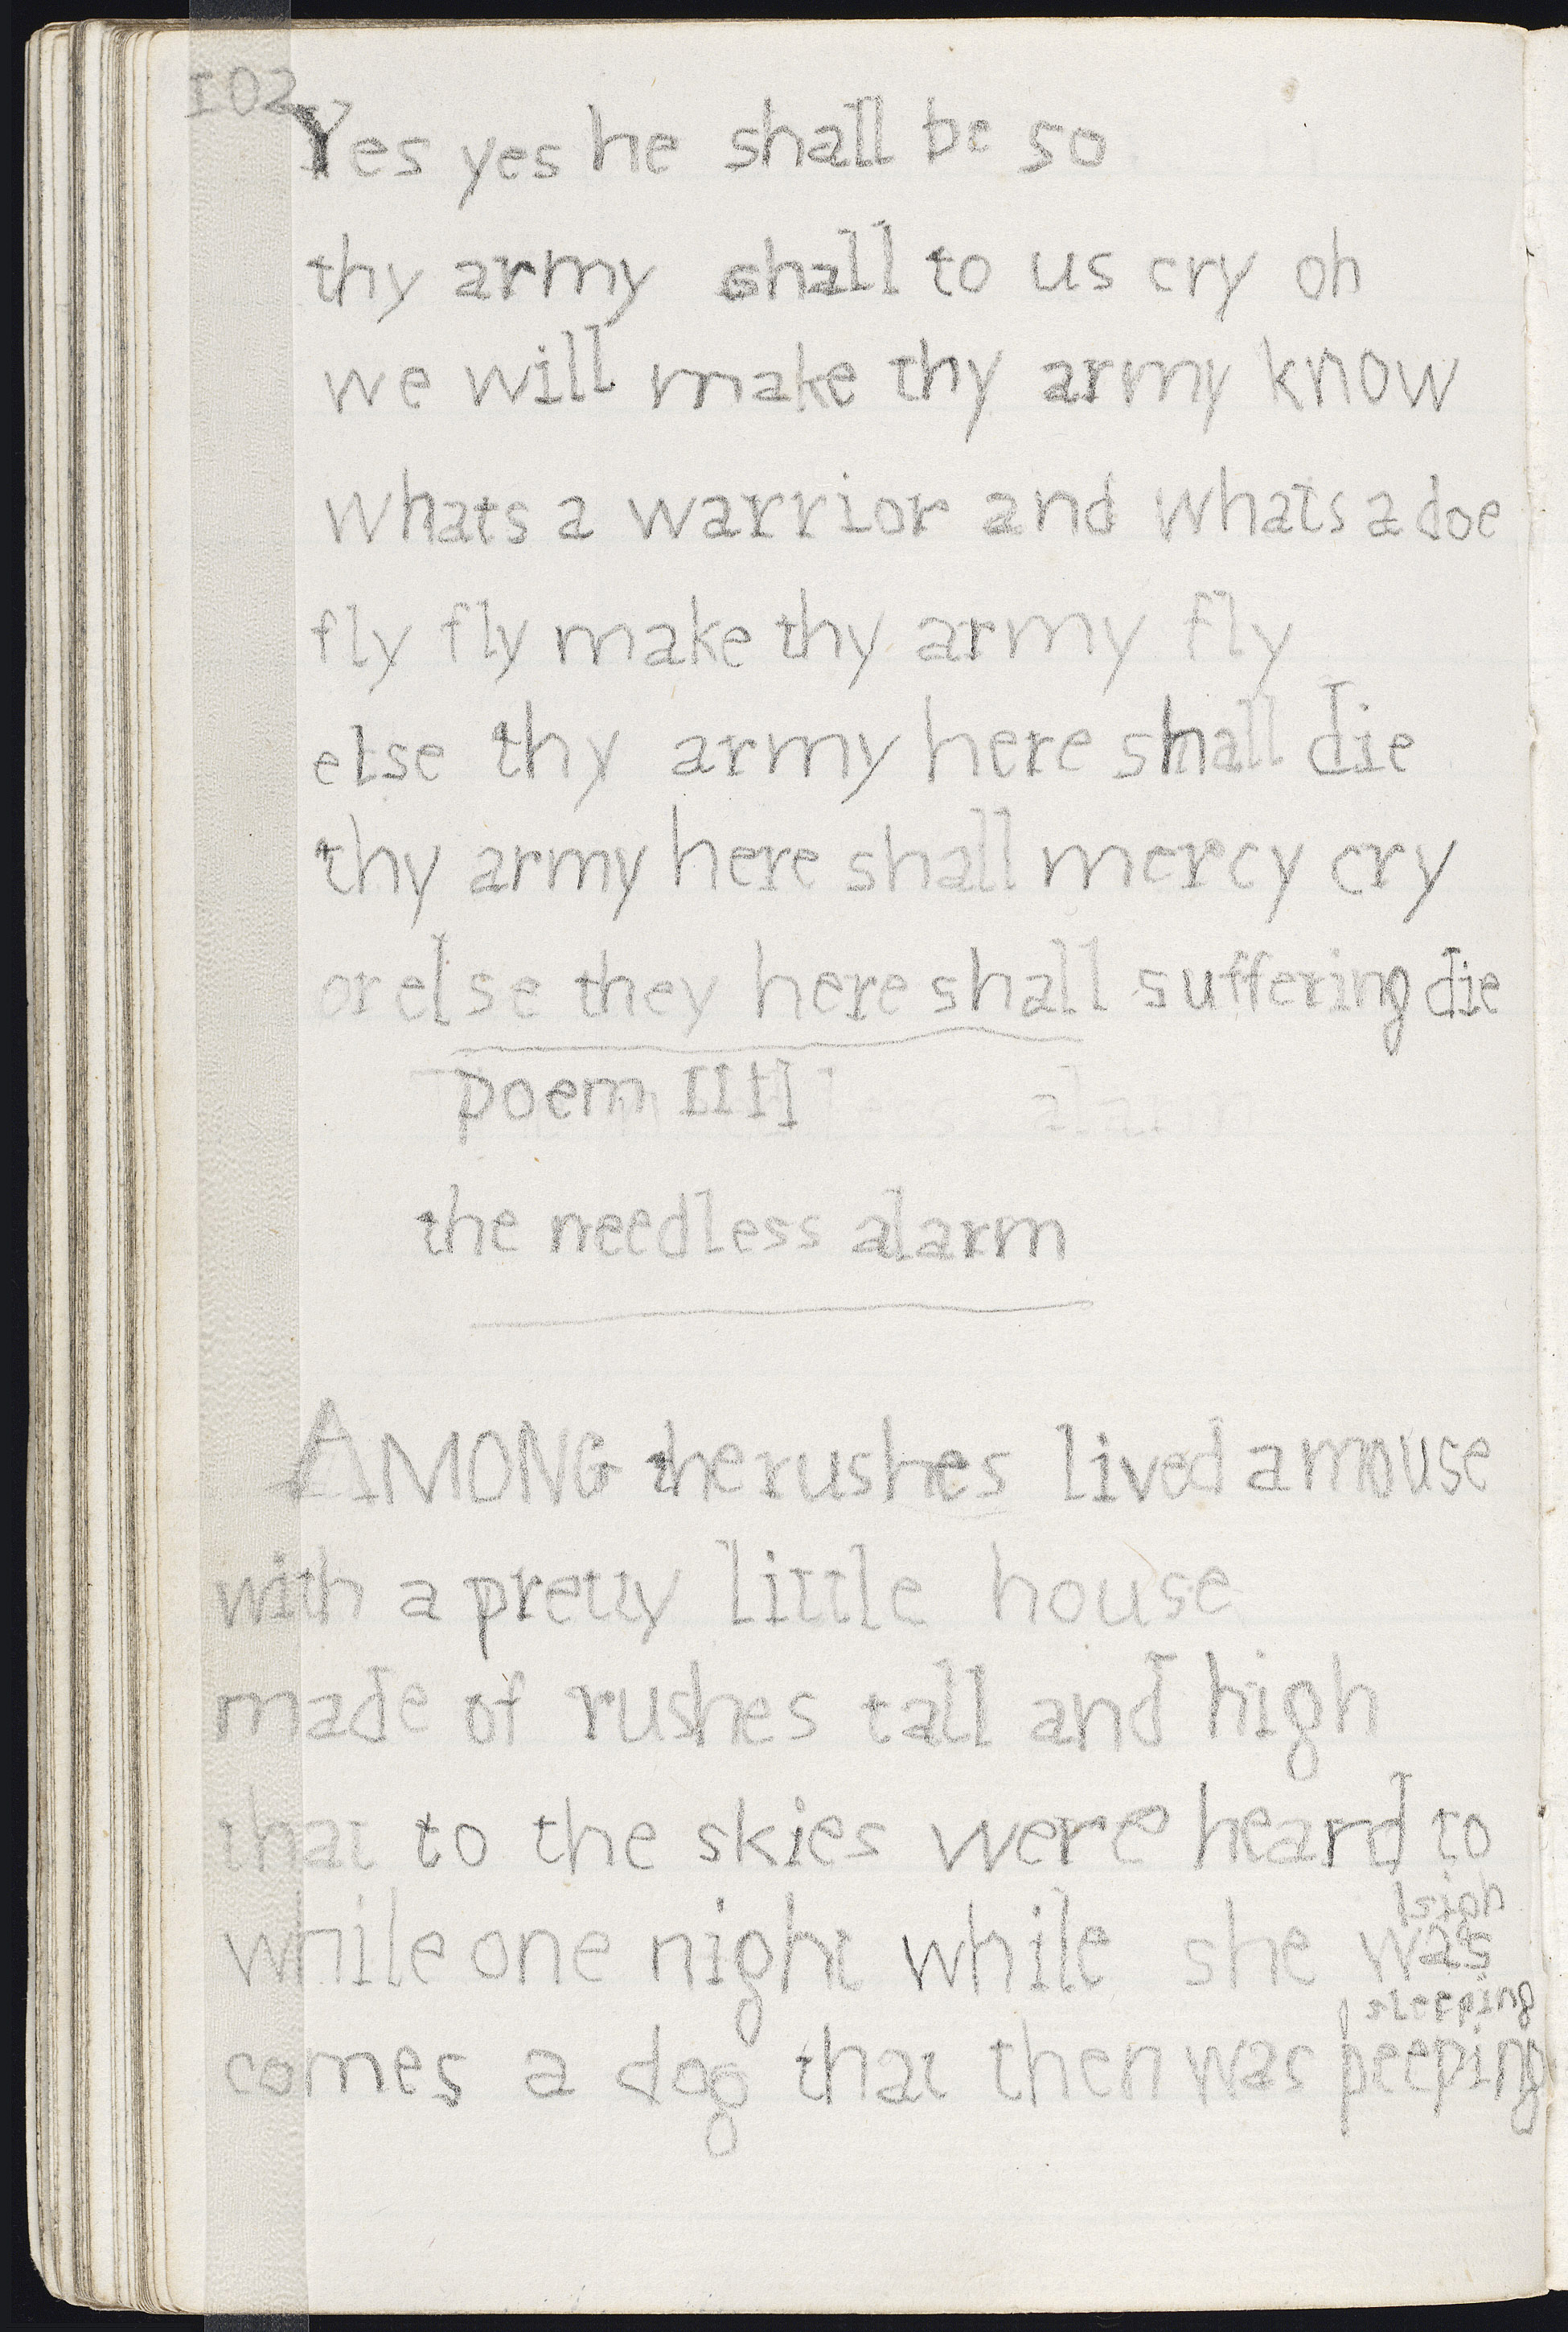 102
Yes yes he shall be so
thy army shall to us cry oh
we will make thy army know
whats a warrior and whats a doe
fly fly make thy army fly
else thy army here shall die
thy army here shall mercy cry
or else they here shall suffering die
poem III]
the needless alarm
AMONG the rushes lived a mouse
with a pretty little house
made of rushes tall and high
that to the skies were heard to
[sigh
while one night while she was
sleeping
comes a dog that then was peeping